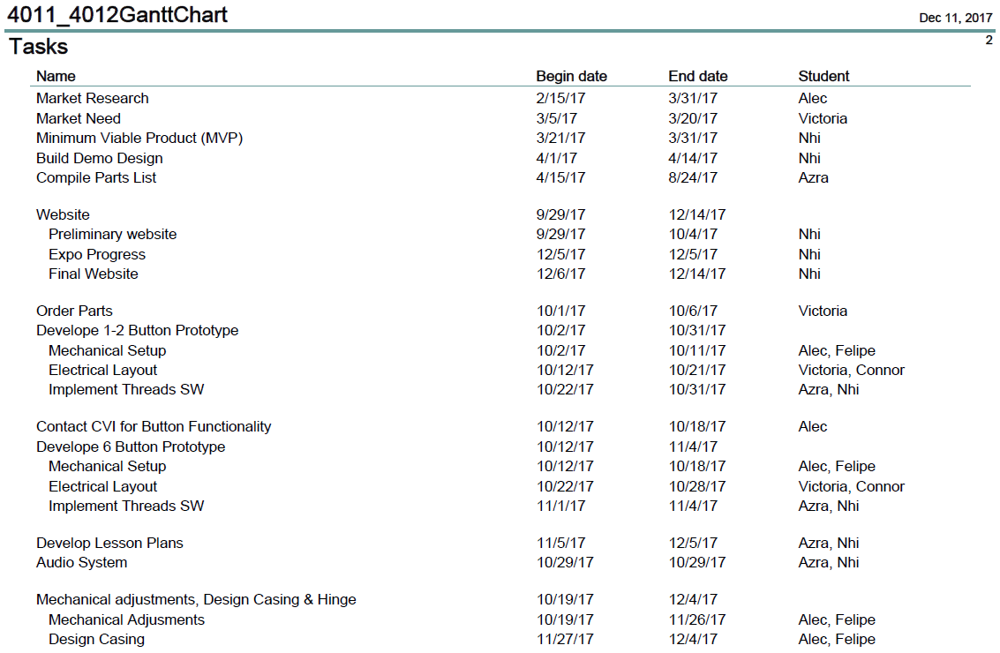 4011_4012GanttChart Dec 11, 2017
2
Tasks
Name Begin date End date Student
Market Research 2/15/17 3/31/17 Alec
Market Need 3/5/17 3/20/17 Victoria
Minimum Viable Product (MVP) 3/21/17 3/31/17 Nhi
Build Demo Design 4/1/17 4/14/17 Nhi
Compile Parts List 4/15/17 8/24/17 Azra
Website 9/29/17 12/14/17
Preliminary website 9/29/17 10/4/17 Nhi
Expo Progress 12/5/17 12/5/17 Nhi
Final Website 12/6/17 12/14/17 Nhi
Order Parts 10/1/17 10/6/17 Victoria
Develope 1-2 Button Prototype 10/2/17 10/31/17
Mechanical Setup 10/2/17 10/11/17 Alec, Felipe
Electrical Layout 10/12/17 10/21/17 Victoria, Connor
Implement Threads SW 10/22/17 10/31/17 Azra, Nhi
Contact CVI for Button Functionality 10/12/17 10/18/17 Alec
Develope 6 Button Prototype 10/12/17 11/4/17
Mechanical Setup 10/12/17 10/18/17 Alec, Felipe
Electrical Layout 10/22/17 10/28/17 Victoria, Connor
Implement Threads SW 11/1/17 11/4/17 Azra, Nhi
Develop Lesson Plans 11/5/17 12/5/17 Azra, Nhi
Audio System 10/29/17 10/29/17 Azra, Nhi
Mechanical adjustments, Design Casing & Hinge 10/19/17 12/4/17
Mechanical Adjusments 10/19/17 11/26/17 Alec, Felipe
Design Casing 11/27/17 12/4/17 Alec, Felipe